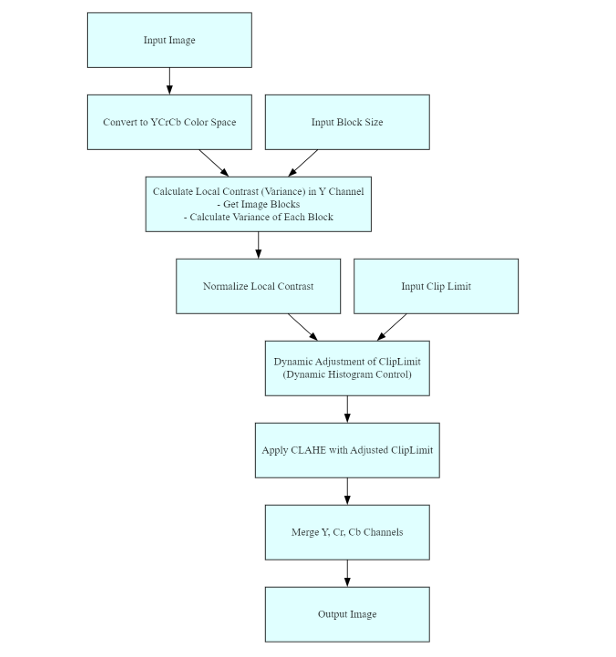 Input Image
Convert to YCrCb Color Space
Input Block Size
Calculate Local Contrast (Variance) in Y Channel
- Get Image Blocks
- Calculate Variance of Each Block
Normalize Local Contrast
Input Clip Limit
Dynamic Adjustment of ClipLimit
(Dynamic Histogram Control)
Apply CLAHE with Adjusted ClipLimit
Merge Y, Cr, Cb Channels
Output Image